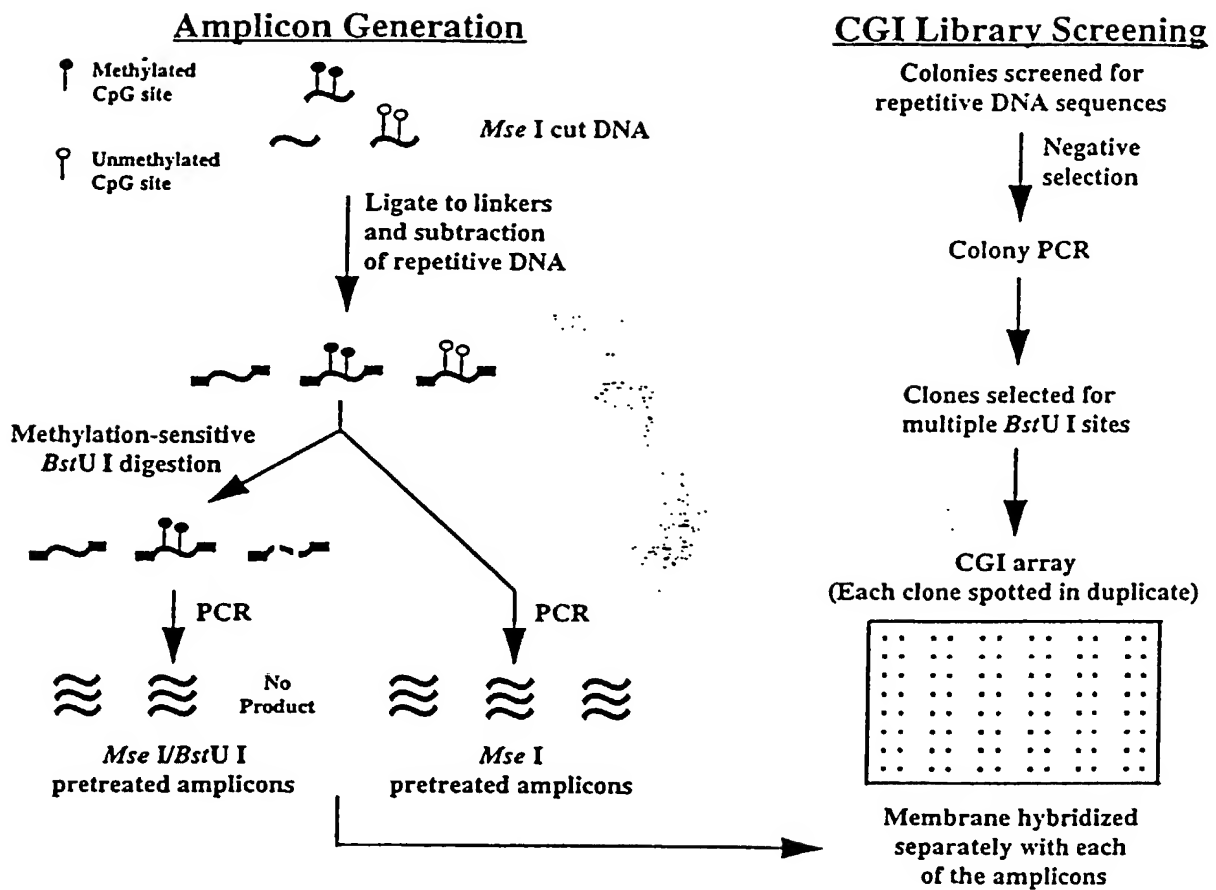 Amplicon Generation
Methylated
CpG site
Unmethylated
CpG site
Mse I cut DNA
Ligate to linkers
and subtraction
of repetitive DNA
Methylation-sensitive
BstU I digestion
PCR
PCR
No
Product
Mse I/BstU I
pretreated amplicons
Mse I
pretreated amplicons
CGI Library Screening
Colonies screened for
repetitive DNA sequences
Negative
selection
Colony PCR
Clones selected for
multiple BstU I sites
CGI array
(Each clone spotted in duplicate)
Membrane hybridized
separately with each
of the amplicons